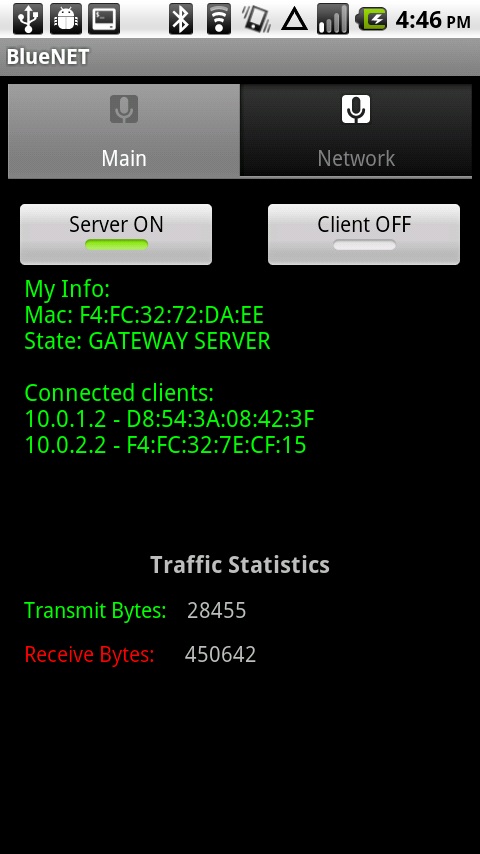 4:46 PM
BlueNET
Main
Network
Server ON
Client OFF
My Info:
Mac: F4:FC:32:72:DA:EE
State: GATEWAY SERVER
Connected clients:
10.0.1.2 - D8:54:3A:08:42:3F
10.0.2.2 - F4:FC:32:7E:CF:15
Traffic Statistics
Transmit Bytes: 28455
Receive Bytes: 450642